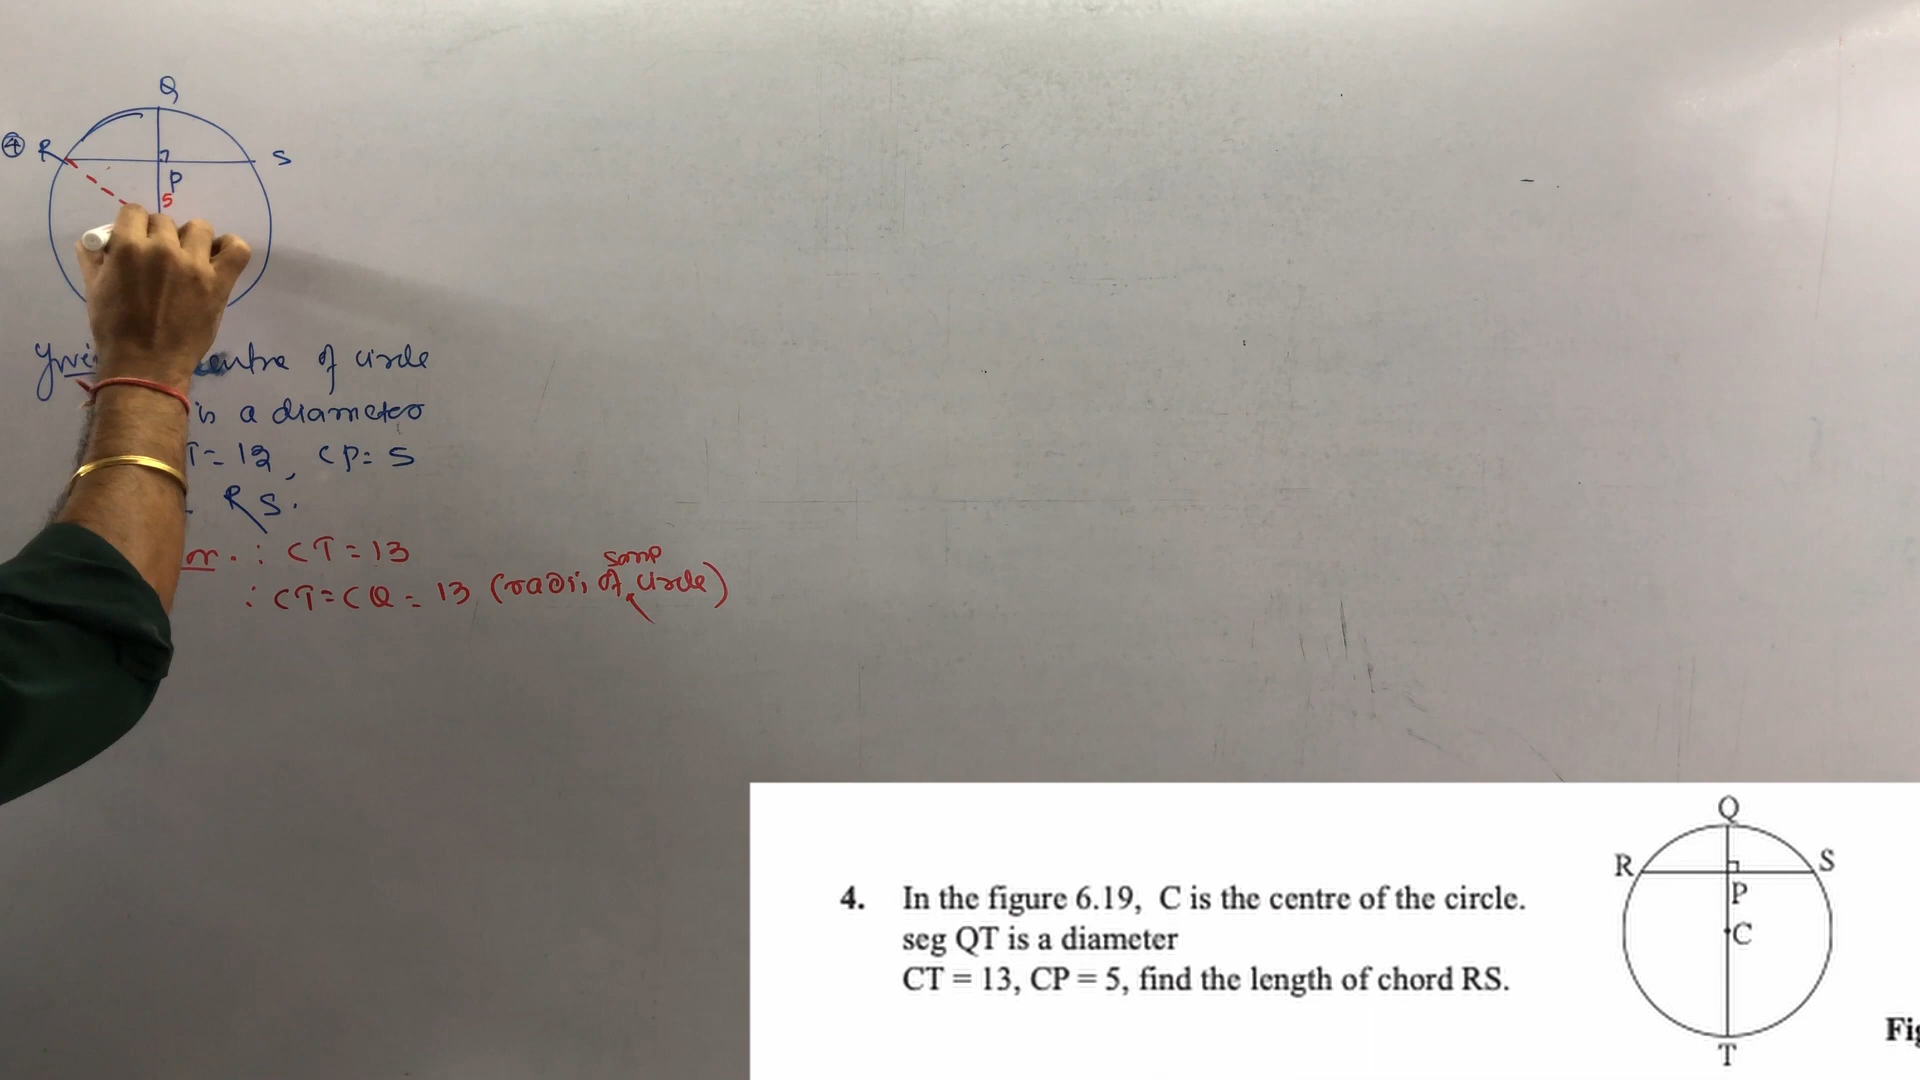 Q
④ R S
P
5
centre of circle
is a diameter
T=13, CP=5
RS.
∴ CT=13
same
∴ CT=CQ=13 (radii of circle)
Q
R S
P
C
4. In the figure 6.19, C is the centre of the circle.
seg QT is a diameter
CT = 13, CP = 5, find the length of chord RS.
T